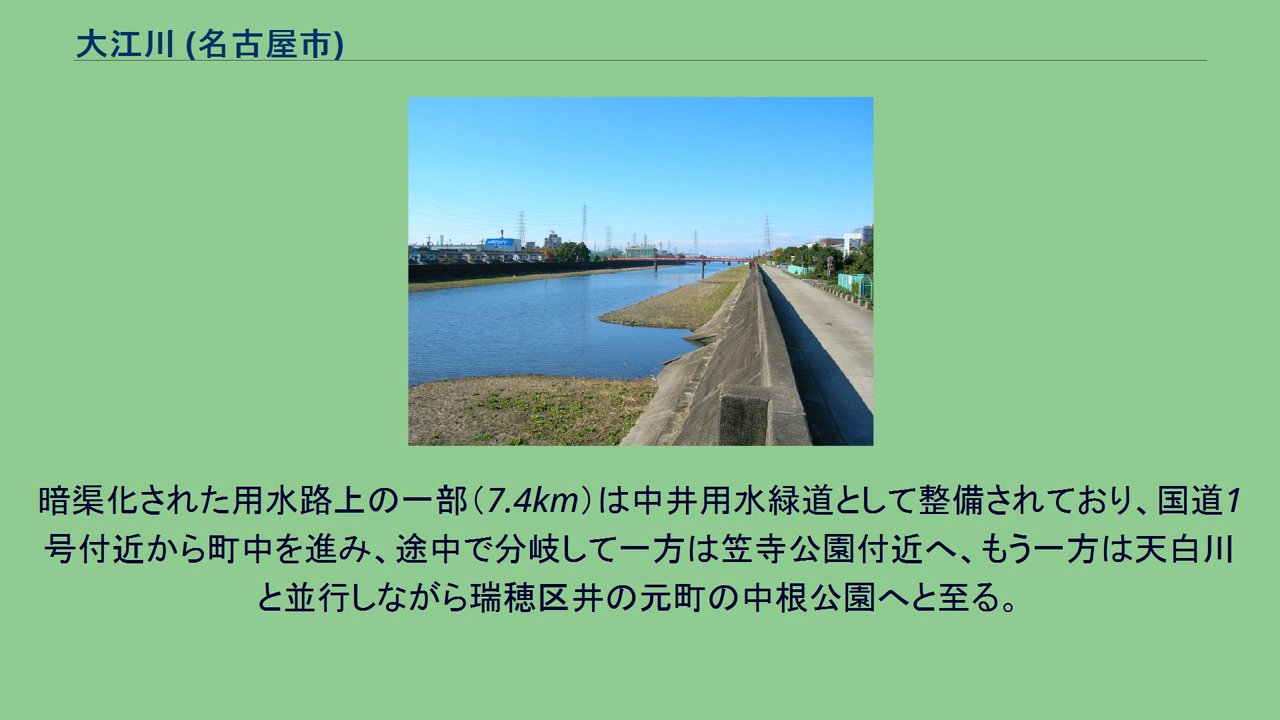 大江川 (名古屋市)
暗渠化された用水路上の一部（7.4km）は中井用水緑道として整備されており、国道1
号付近から町中を進み、途中で分岐して一方は笠寺公園付近へ、もう一方は天白川
と並行しながら瑞穂区井の元町の中根公園へと至る。